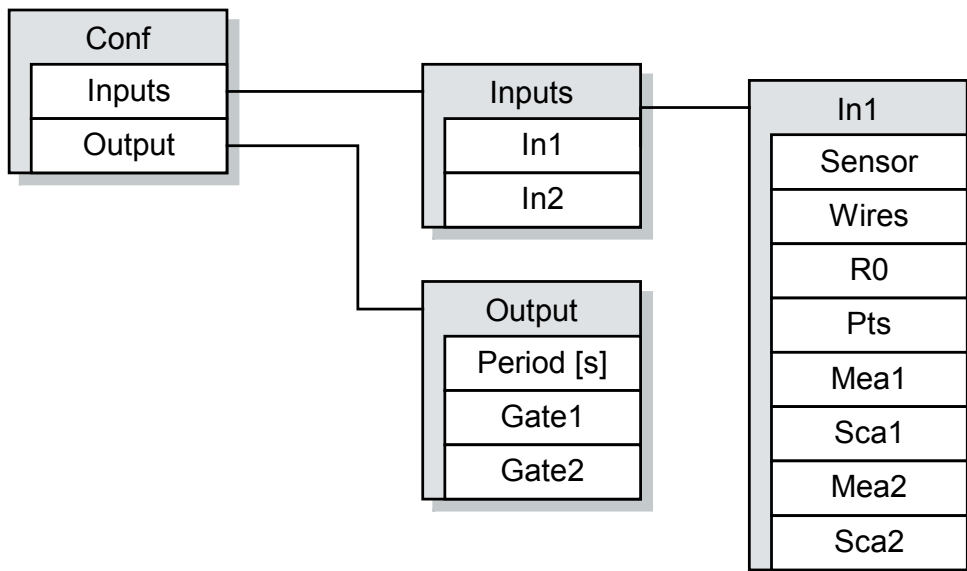 Conf
Inputs
Output
Inputs
In1
In2
Output
Period [s]
Gate1
Gate2
In1
Sensor
Wires
R0
Pts
Mea1
Sca1
Mea2
Sca2